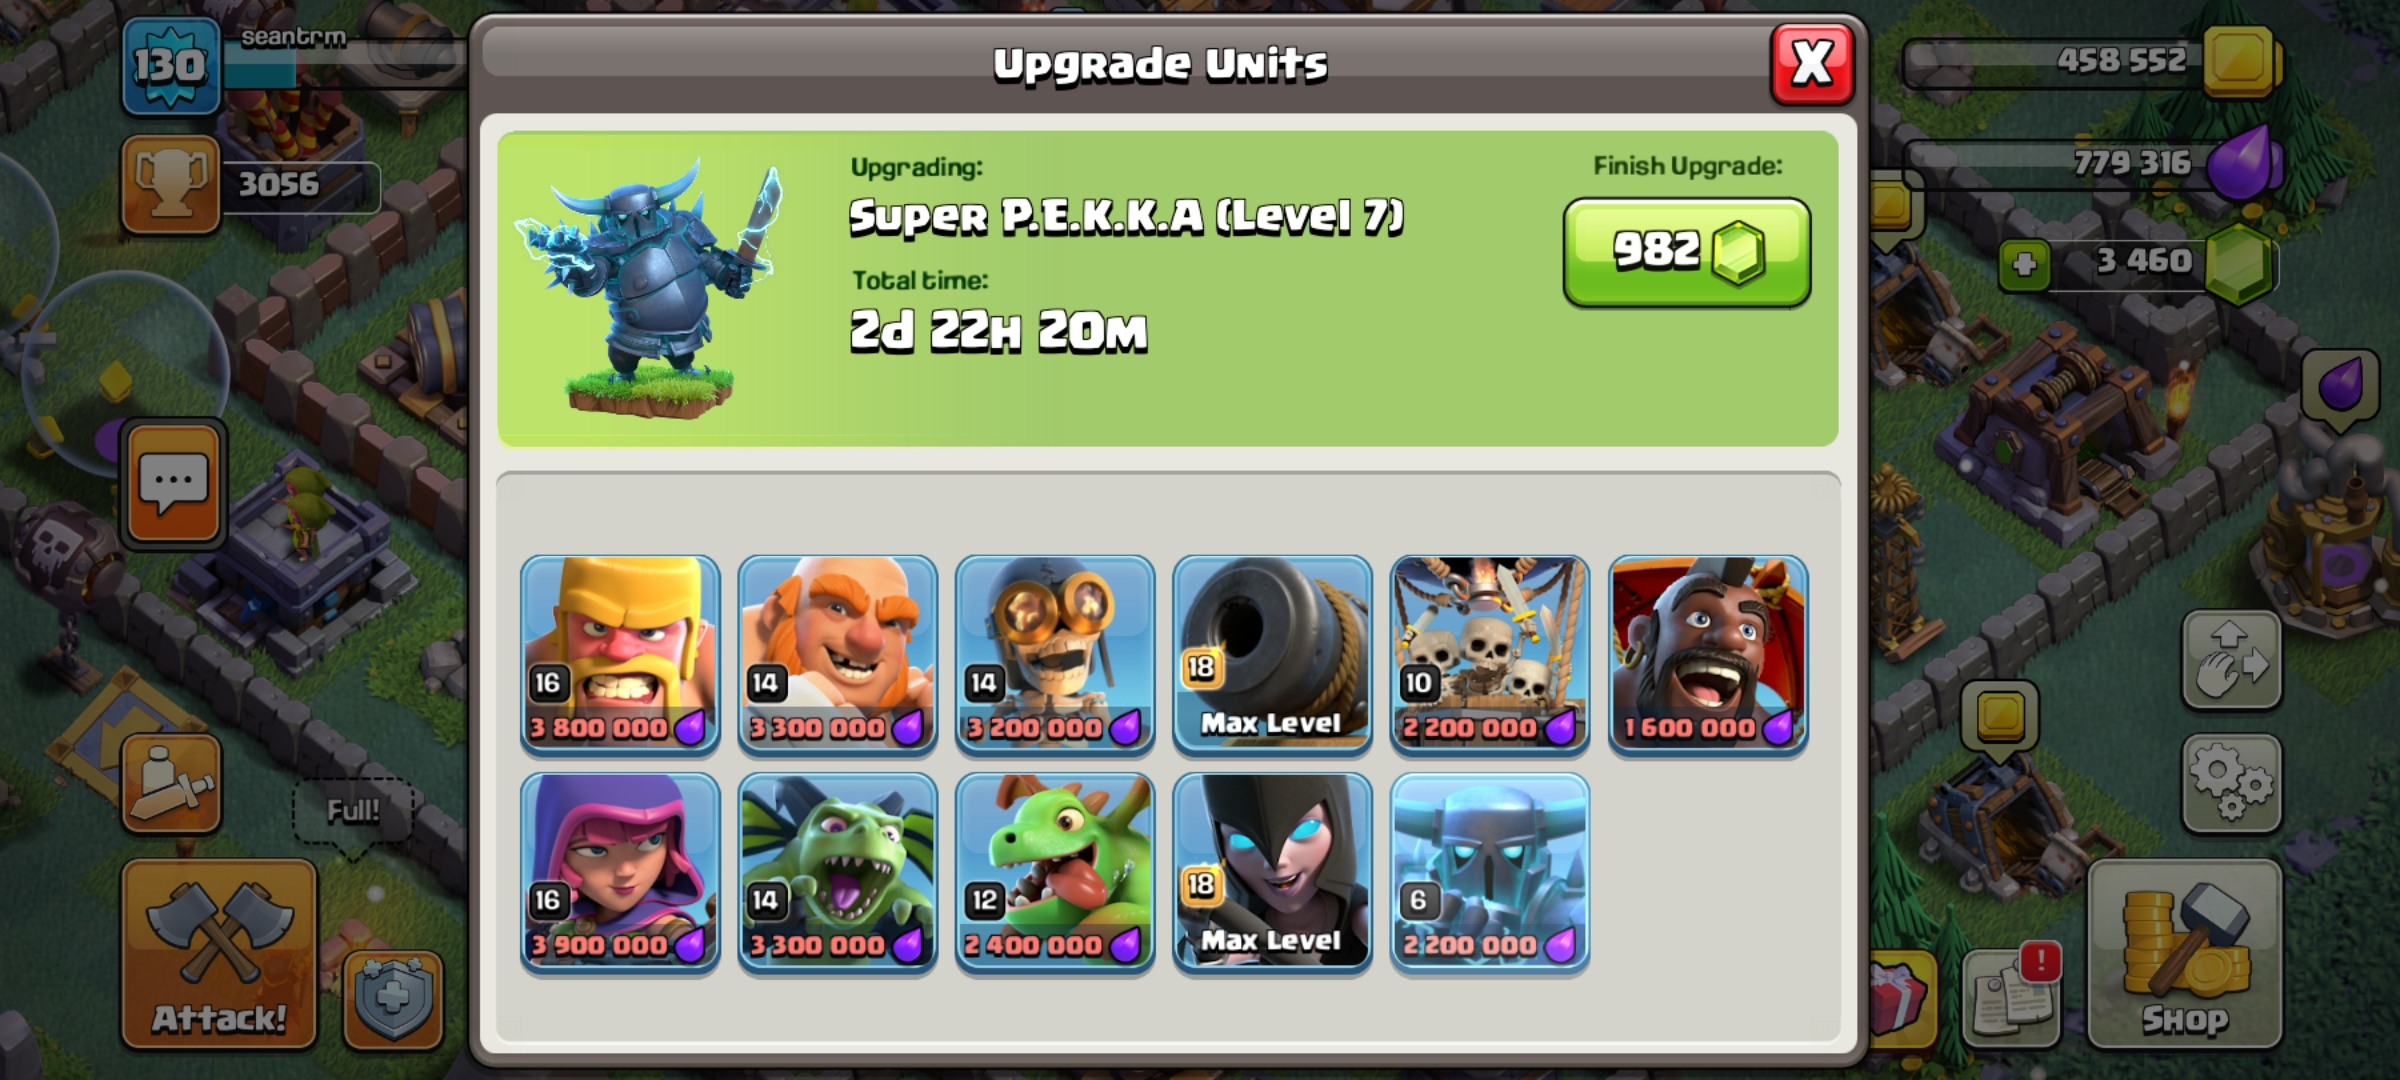 130
seantrm
Upgrade Units
X
458 552
3056
779 316
3 460
Upgrading:
Super P.E.K.K.A (Level 7)
Total time:
2d 22H 20M
Finish Upgrade:
982
16
3 800 000
14
3 300 000
14
3 200 000
18
Max Level
10
2 200 000
1 600 000
16
3 900 000
14
3 300 000
12
2 400 000
18
Max Level
6
2 200 000
Full!
Attack!
!
Shop